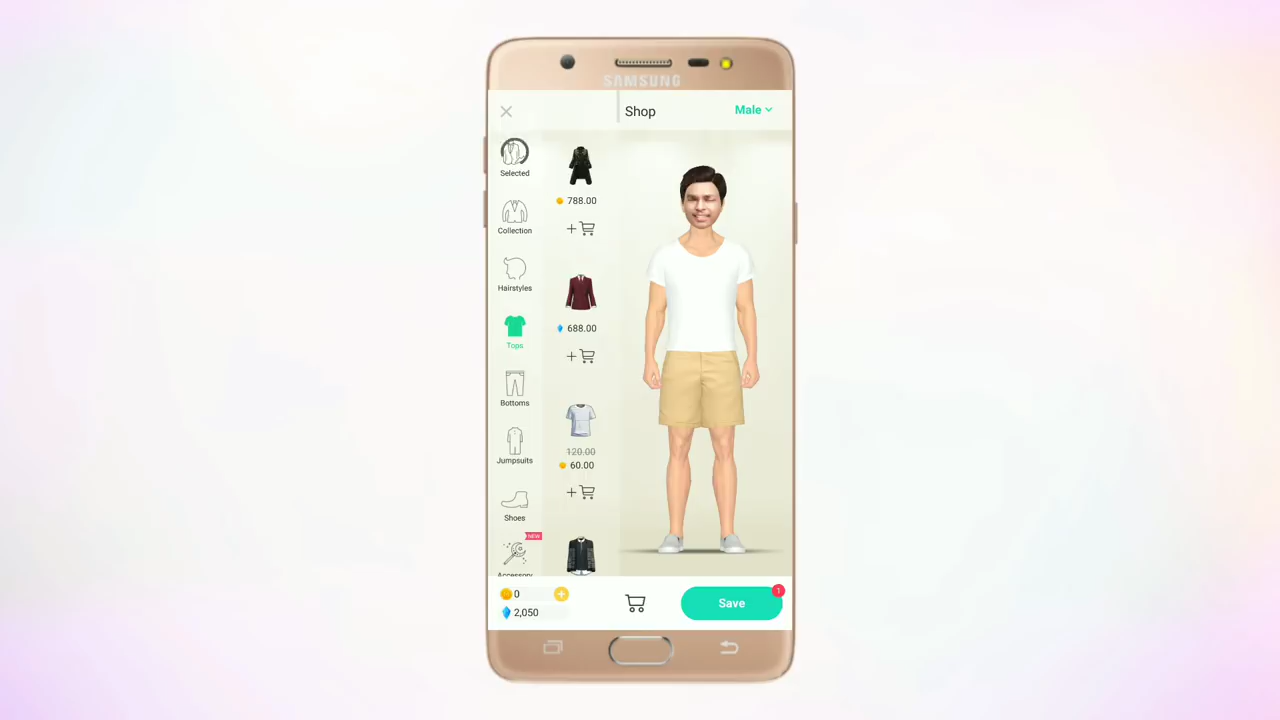 SAMSUNG
Shop
Male
Selected
Collection
Hairstyles
Tops
Bottoms
Jumpsuits
Shoes
NEW
Accessory
788.00
+
688.00
+
120.00
60.00
+
0
+
2,050
1
Save